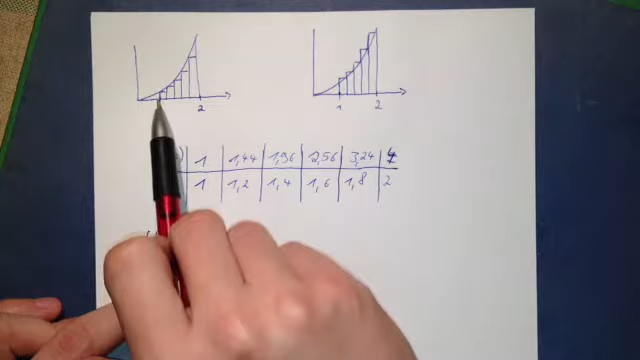 2
1 2
) 1 1,44 1,96 2,56 3,24 4
1 1,2 1,4 1,6 1,8 2